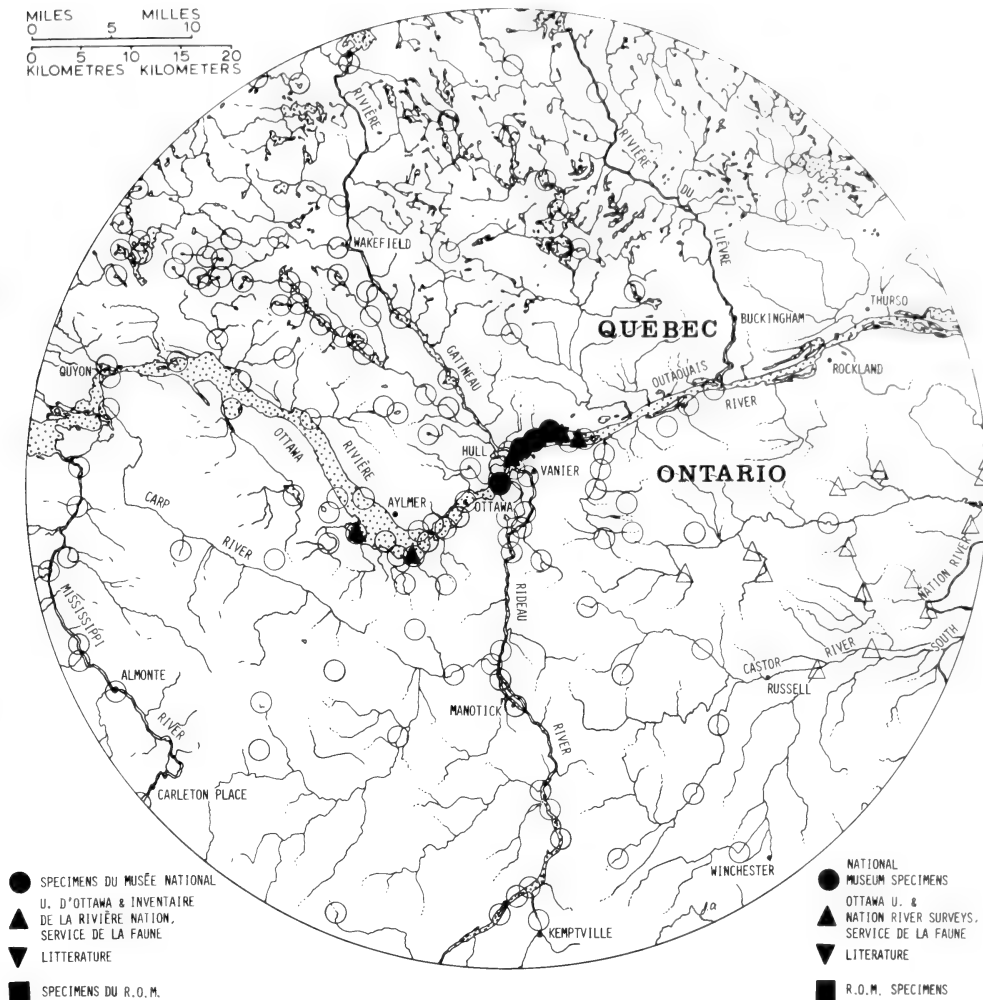 MILES MILLES
0 5 10
0 5 10 15 20
KILOMETRES KILOMETERS
RIVIÈRE
RIVIÈRE
DU
LIÈVRE
WAKEFIELD
THURSO
QUÉBEC
BUCKINGHAM
GATINEAU
QUYON
OUTAOUAIS
ROCKLAND
RIVER
OTTAWA
RIVIÈRE
HULL
VANIER
ONTARIO
CARP
AYLMER
OTTAWA
RIVER
NATION RIVER
MISSISSIPPI
RIDEAU
SOUTH
CASTOR
RIVER
ALMONTE
RUSSELL
MANOTICK
RIVER
RIVER
CARLETON PLACE
WINCHESTER
KEMPTVILLE
SPECIMENS DU MUSÉE NATIONAL
U. D'OTTAWA & INVENTAIRE
DE LA RIVIÈRE NATION,
SERVICE DE LA FAUNE
LITTERATURE
SPECIMENS DU R.O.M.
NATIONAL
MUSEUM SPECIMENS
OTTAWA U. &
NATION RIVER SURVEYS,
SERVICE DE LA FAUNE
LITERATURE
R.O.M. SPECIMENS